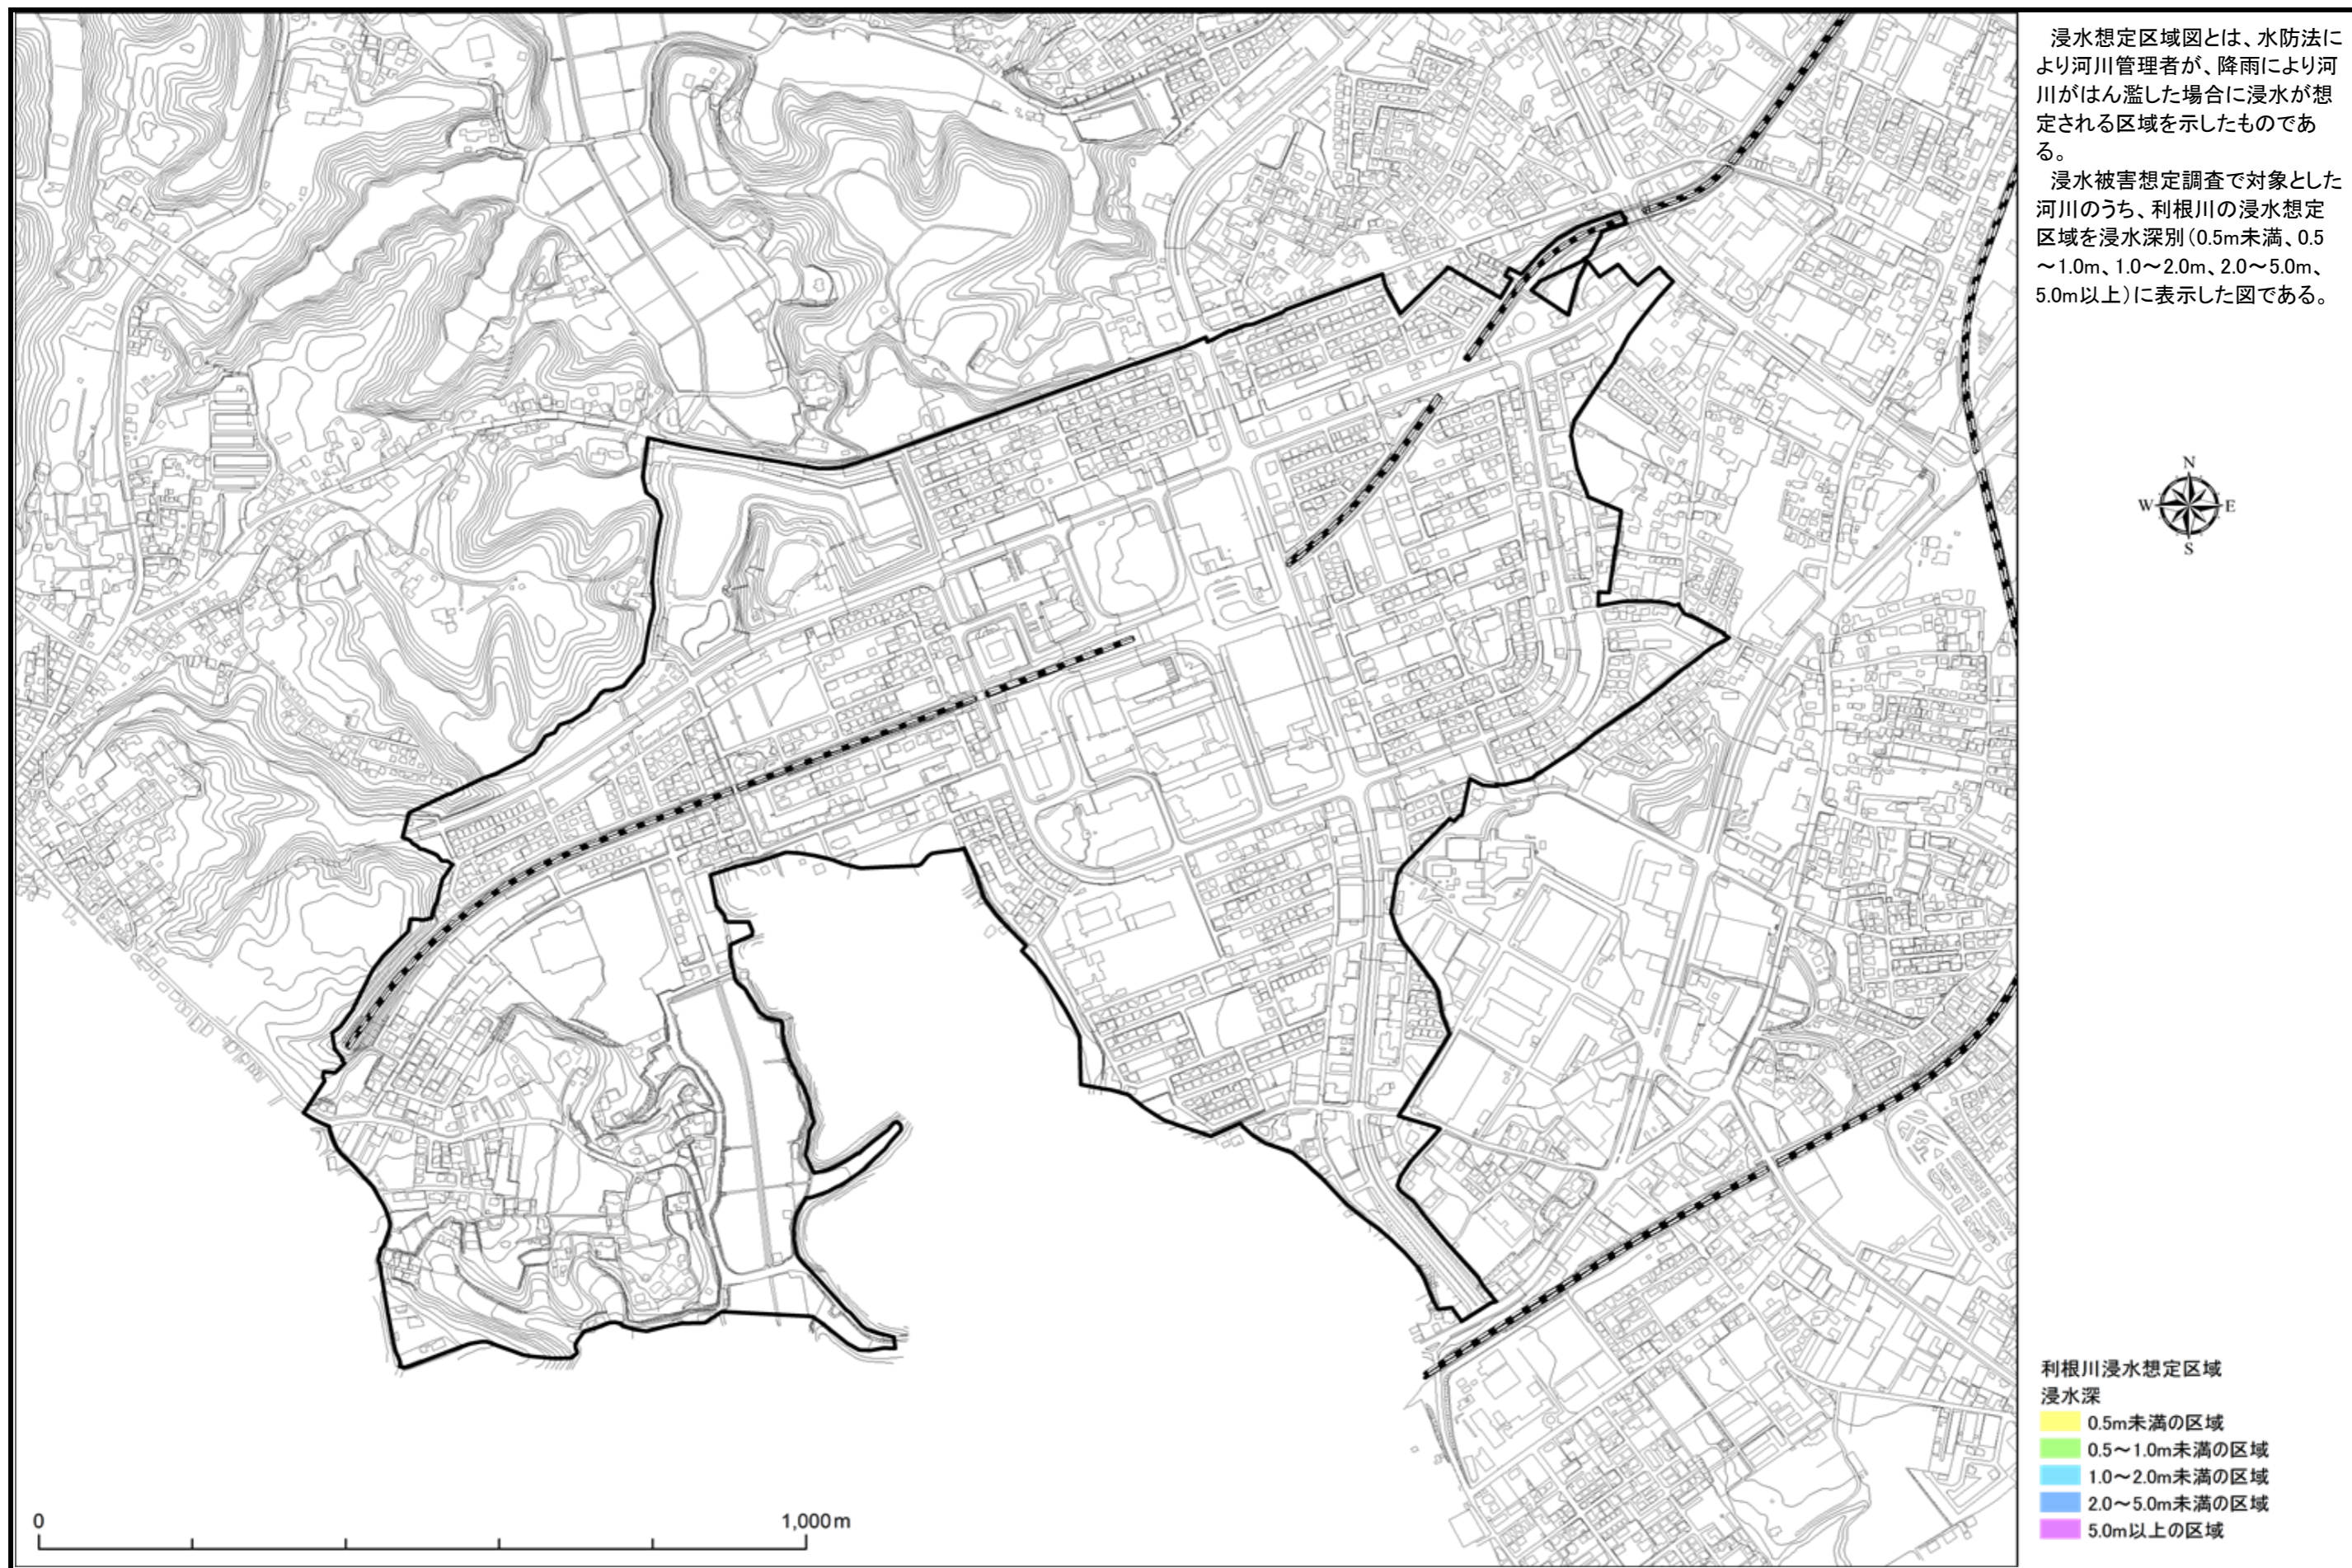 浸水想定区域図とは、水防法に
より河川管理者が、降雨により河
川がはん濫した場合に浸水が想
定される区域を示したものであ
る。
浸水被害想定調査で対象とした
河川のうち、利根川の浸水想定
区域を浸水深別(0.5m未満、0.5
～1.0m、1.0～2.0m、2.0～5.0m、
5.0m以上)に表示した図である。
N
W E
S
利根川浸水想定区域
浸水深
0.5m未満の区域
0.5～1.0m未満の区域
1.0～2.0m未満の区域
2.0～5.0m未満の区域
5.0m以上の区域
0 1,000m